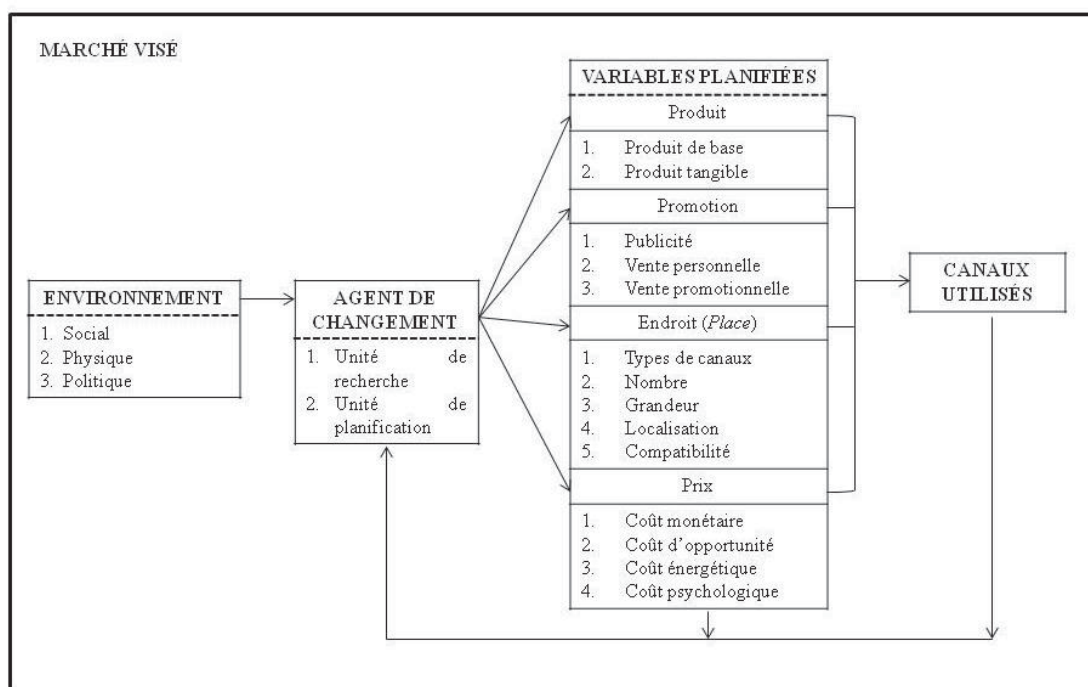 MARCHÉ VISÉ
ENVIRONNEMENT
1. Social
2. Physique
3. Politique
AGENT DE
CHANGEMENT
1. Unité de
recherche
2. Unité de
planification
VARIABLES PLANIFIÉES
Produit
1. Produit de base
2. Produit tangible
Promotion
1. Publicité
2. Vente personnelle
3. Vente promotionnelle
Endroit (Place)
1. Types de canaux
2. Nombre
3. Grandeur
4. Localisation
5. Compatibilité
Prix
1. Coût monétaire
2. Coût d’opportunité
3. Coût énergétique
4. Coût psychologique
CANAUX
UTILISÉS